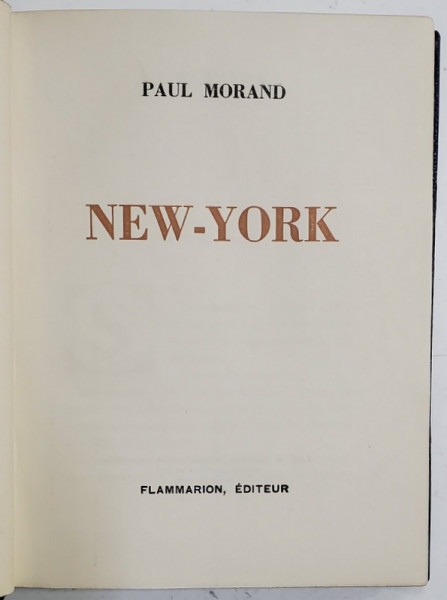 PAUL MORAND
NEW-YORK
FLAMMARION, ÉDITEUR